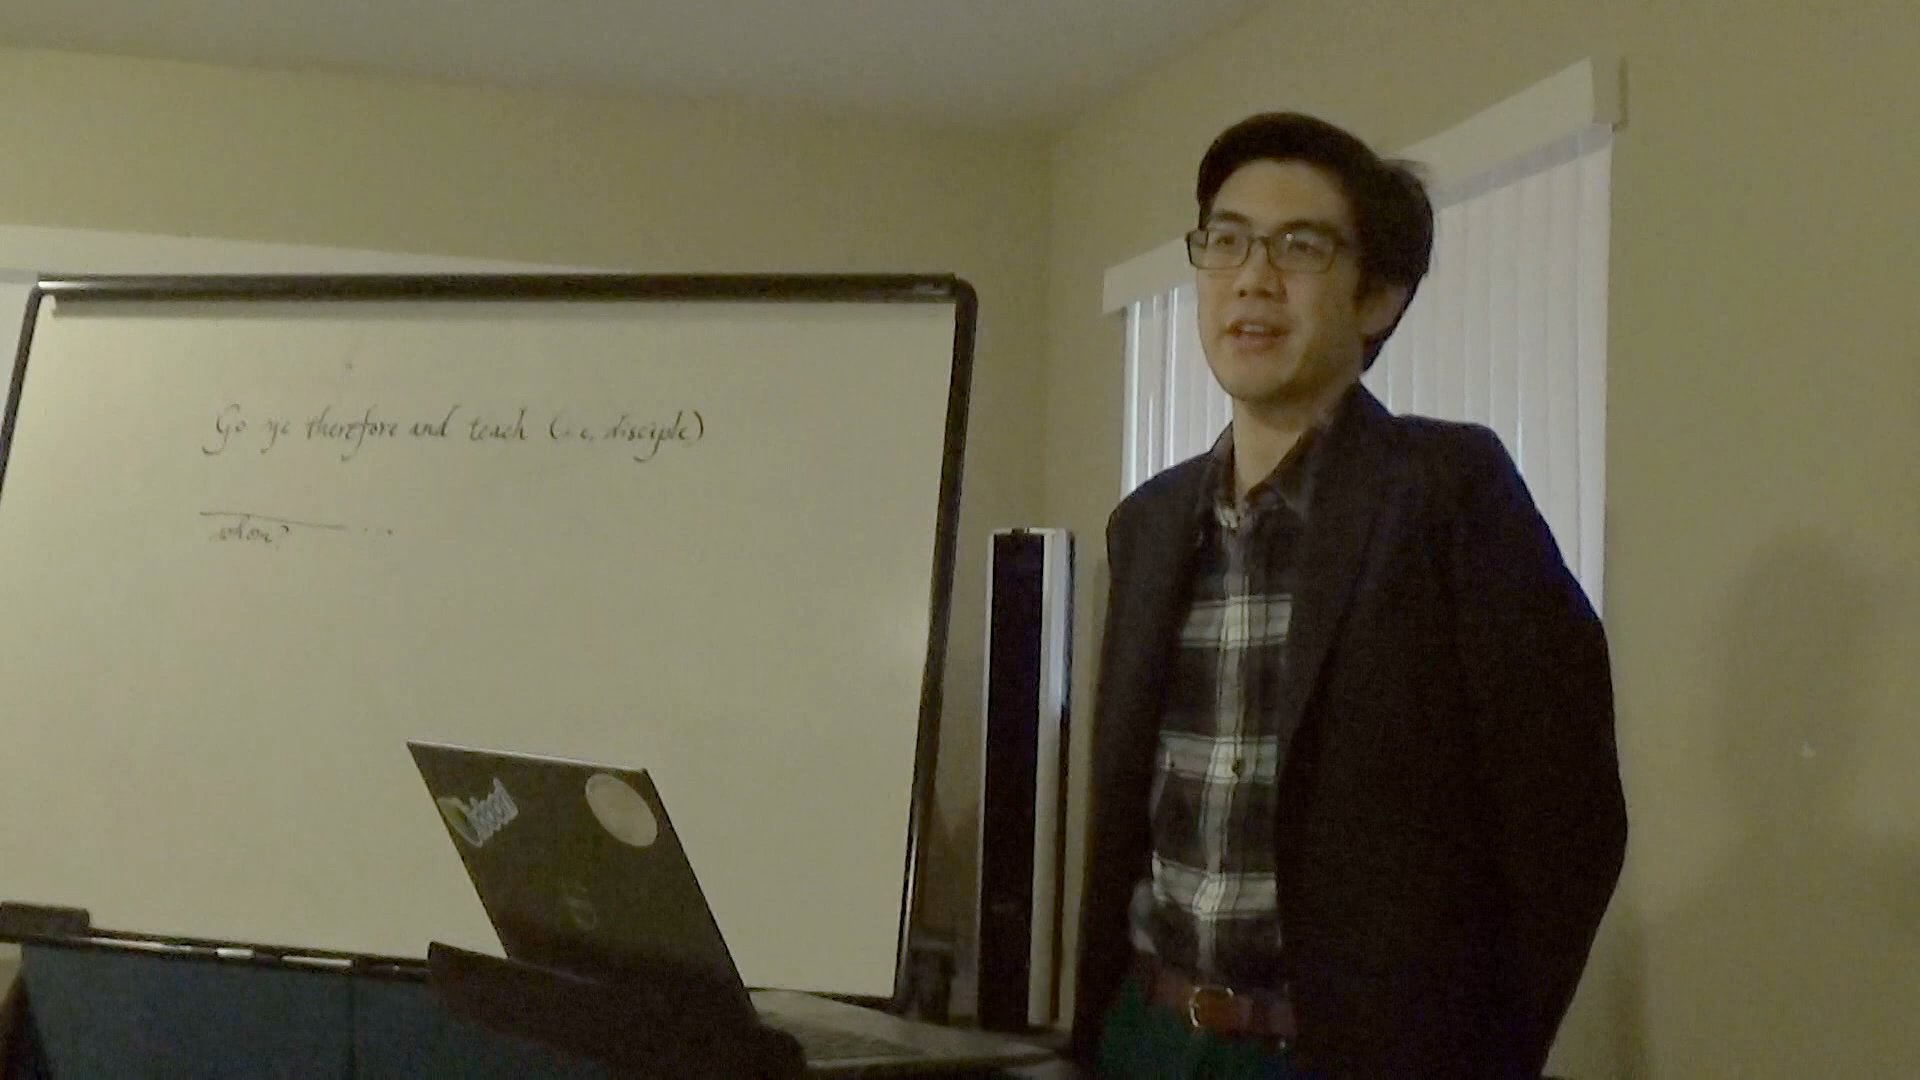 Go ye therefore and teach (i.e. disciple)
whom? ...